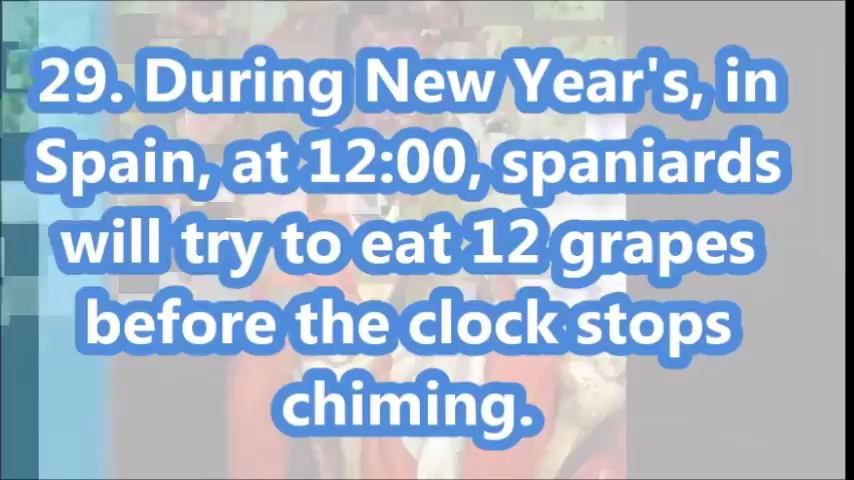 29. During New Year's, in
Spain, at 12:00, spaniards
will try to eat 12 grapes
before the clock stops
chiming.